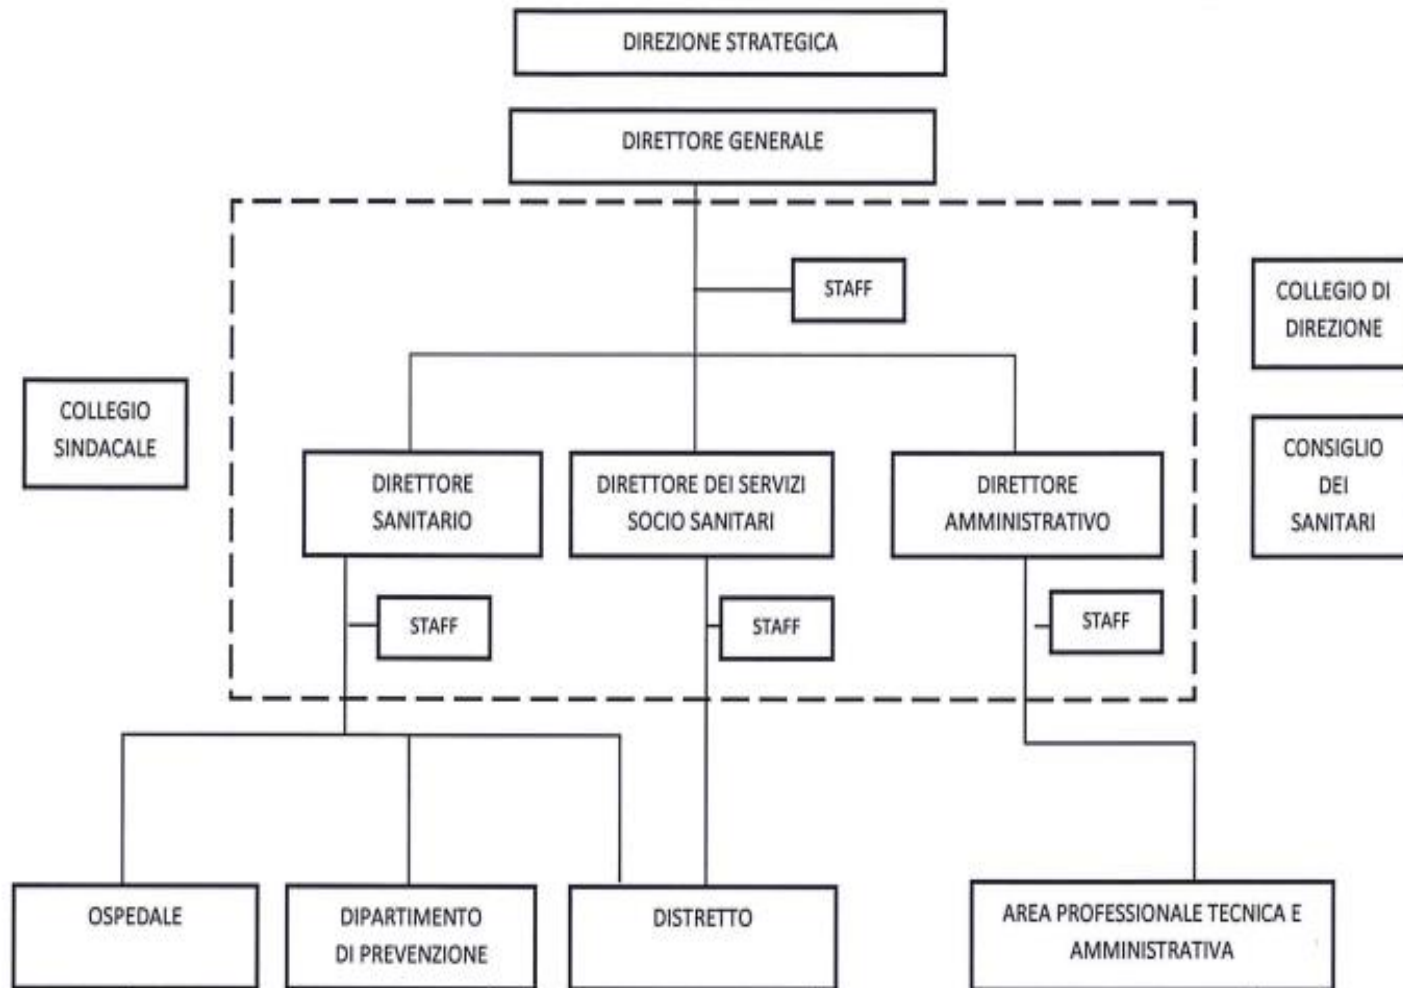 DIREZIONE STRATEGICA
DIRETTORE GENERALE
STAFF
COLLEGIO DI
DIREZIONE
COLLEGIO
SINDACALE
CONSIGLIO
DEI
SANITARI
DIRETTORE
SANITARIO
DIRETTORE DEI SERVIZI
SOCIO SANITARI
DIRETTORE
AMMINISTRATIVO
STAFF
STAFF
STAFF
OSPEDALE
DIPARTIMENTO
DI PREVENZIONE
DISTRETTO
AREA PROFESSIONALE TECNICA E
AMMINISTRATIVA